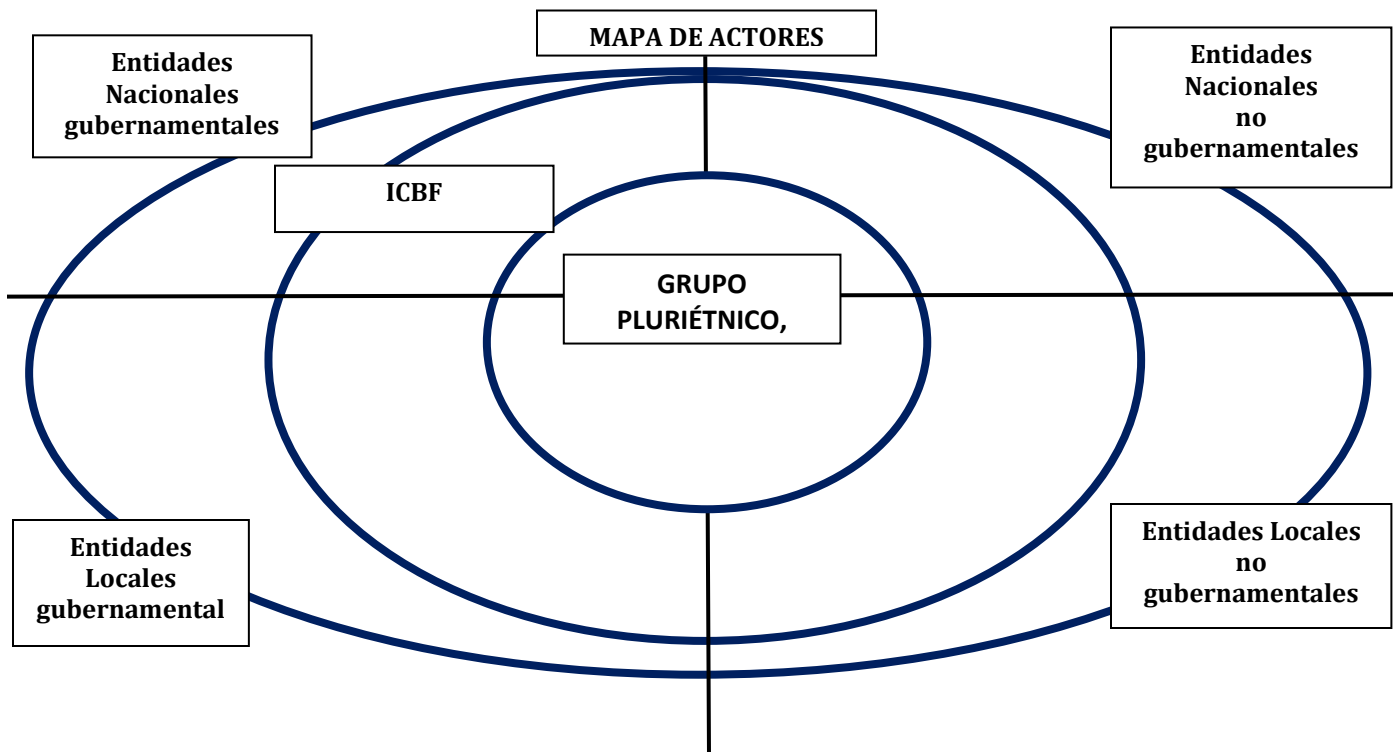 MAPA DE ACTORES
Entidades
Nacionales
gubernamentales
Entidades
Nacionales
no
gubernamentales
ICBF
GRUPO
PLURIÉTNICO,
Entidades
Locales
gubernamental
Entidades Locales
no
gubernamentales